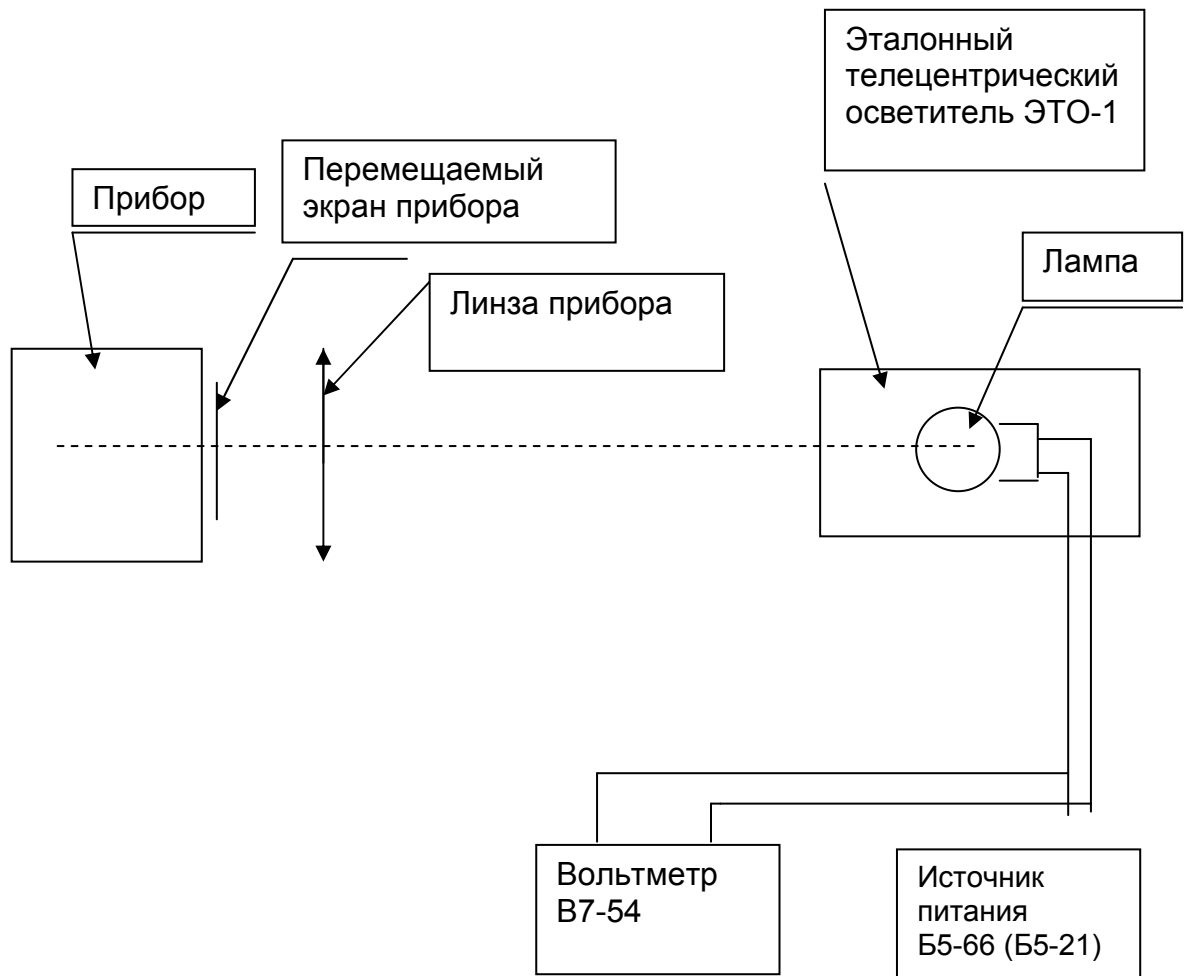 Эталонный
телецентрический
осветитель ЭТО-1
Перемещаемый
экран прибора
Прибор
Лампа
Линза прибора
Вольтметр
В7-54
Источник
питания
Б5-66 (Б5-21)